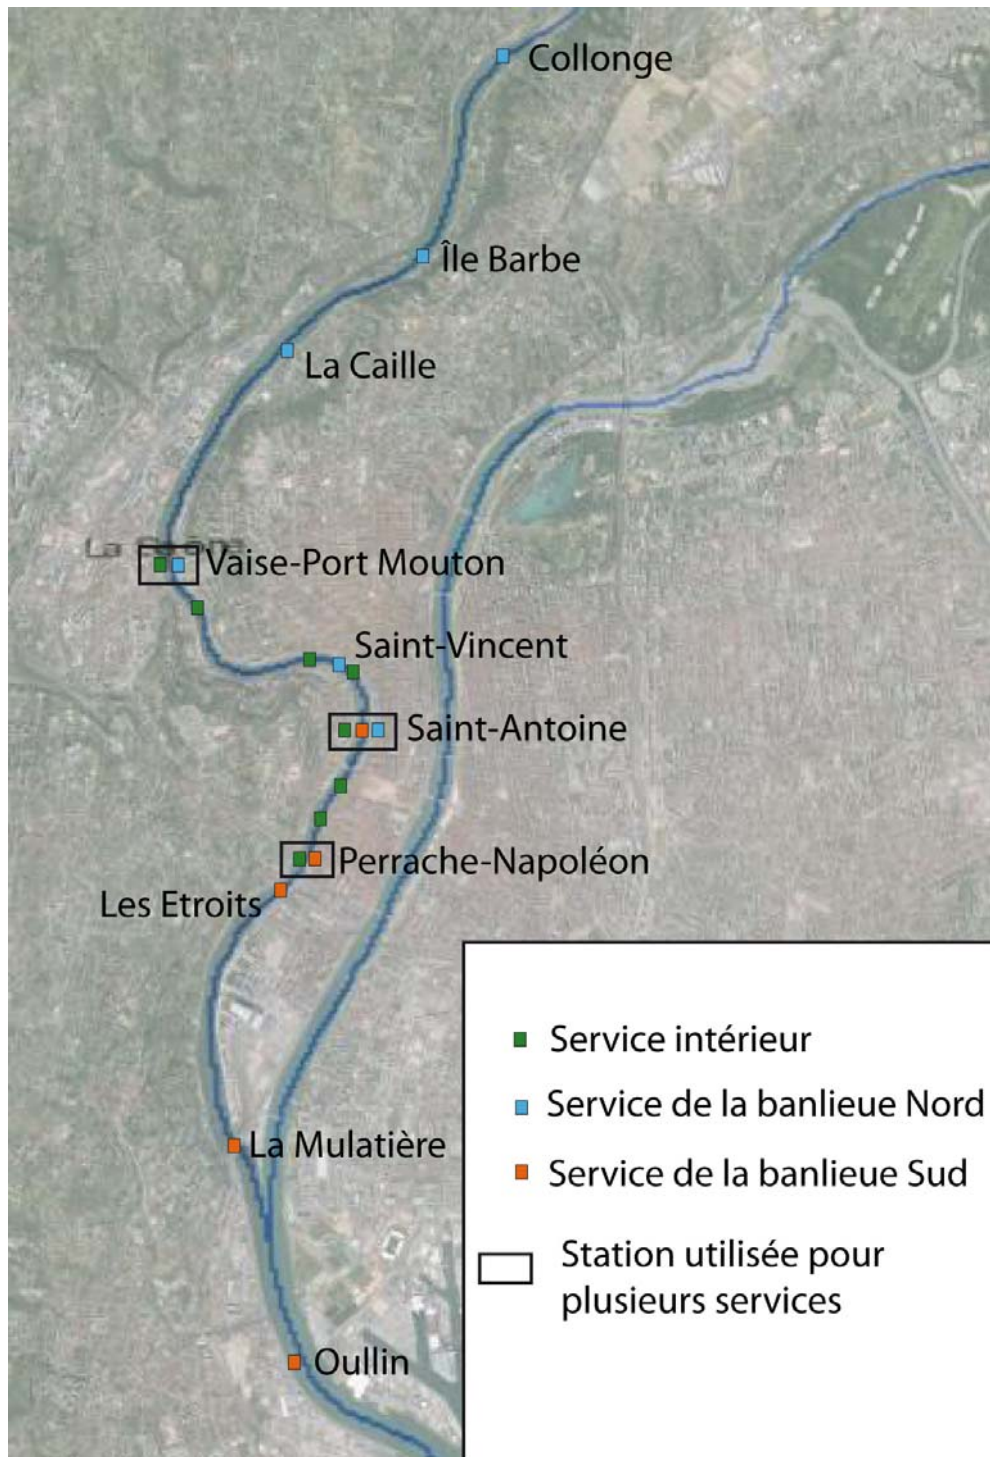 Collonge
Île Barbe
La Caille
Vaise-Port Mouton
Saint-Vincent
Saint-Antoine
Perrache-Napoléon
Les Etroits
La Mulatière
Oullin
Service intérieur
Service de la banlieue Nord
Service de la banlieue Sud
Station utilisée pour
plusieurs services